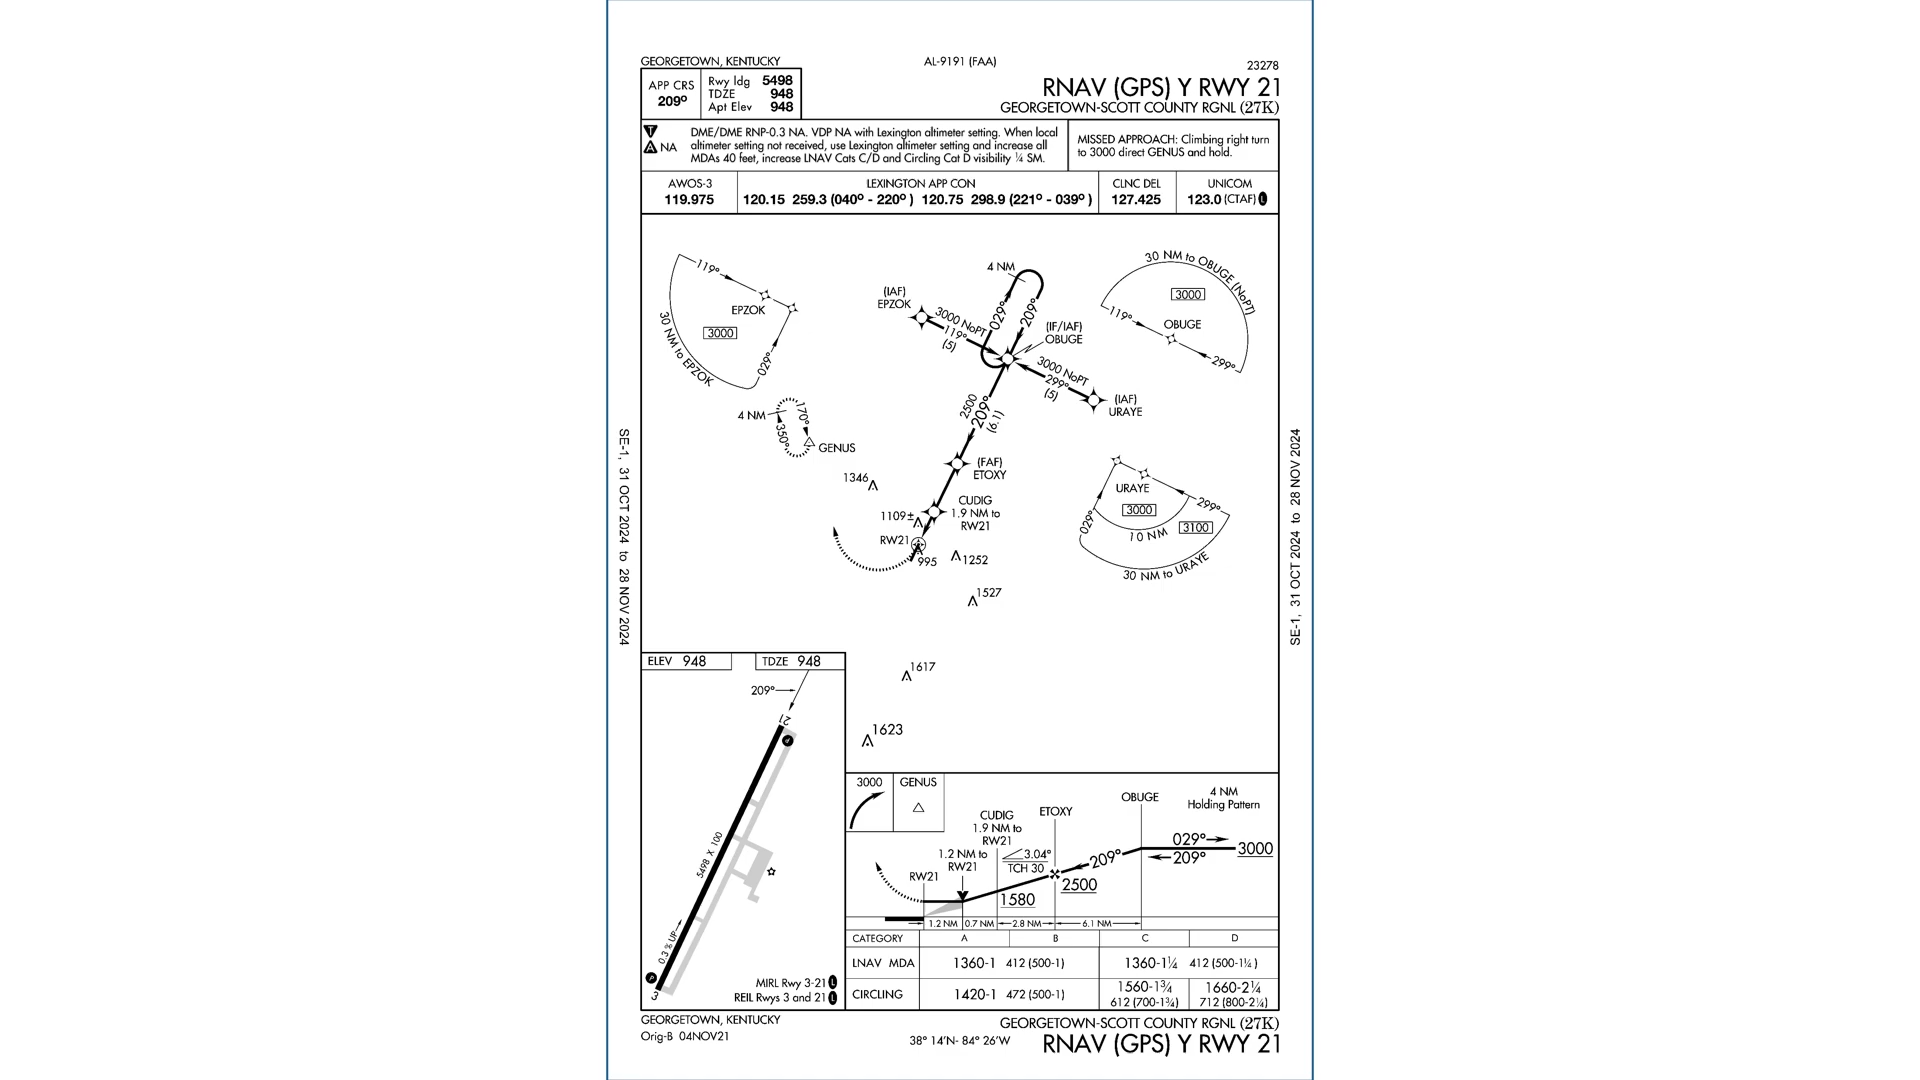 GEORGETOWN, KENTUCKY
AL-9191 (FAA)
23278
APP CRS
209°
Rwy ldg 5498
TDZE 948
Apt Elev 948
RNAV (GPS) Y RWY 21
GEORGETOWN-SCOTT COUNTY RGNL (27K)
T
A NA
DME/DME RNP-0.3 NA. VDP NA with Lexington altimeter setting. When local
altimeter setting not received, use Lexington altimeter setting and increase all
MDAs 40 feet, increase LNAV Cats C/D and Circling Cat D visibility ¼ SM.
MISSED APPROACH: Climbing right turn
to 3000 direct GENUS and hold.
AWOS-3
119.975
LEXINGTON APP CON
120.15 259.3 (040° - 220°) 120.75 298.9 (221° - 039°)
CLNC DEL
127.425
UNICOM
123.0 (CTAF) L
119°
EPZOK
3000
029°
30 NM to EPZOK
4 NM
(IAF)
EPZOK
3000 NoPT
119°
(5)
029°
209°
(IF/IAF)
OBUGE
3000 NoPT
299°
(5)
(IAF)
URAYE
30 NM to OBUGE (NoPT)
3000
119°
OBUGE
299°
4 NM
170°
350°
GENUS
2500
209°
(6.1)
(FAF)
ETOXY
1346
CUDIG
1.9 NM to
RW21
1109±
RW21
995
1252
1527
1617
1623
URAYE
3000
299°
029°
3100
10 NM
30 NM to URAYE
SE-1, 31 OCT 2024 to 28 NOV 2024
SE-1, 31 OCT 2024 to 28 NOV 2024
ELEV 948
TDZE 948
209°
21
5498 X 100
0.3% UP
P
3
MIRL Rwy 3-21 L
REIL Rwys 3 and 21 L
3000
GENUS
4 NM
Holding Pattern
OBUGE
ETOXY
CUDIG
1.9 NM to
RW21
1.2 NM to
RW21
RW21
3.04°
TCH 30
209°
029°
209°
3000
2500
1580
1.2 NM
0.7 NM
2.8 NM
6.1 NM
CATEGORY A B C D
LNAV MDA 1360-1 412 (500-1) 1360-1¼ 412 (500-1¼)
CIRCLING 1420-1 472 (500-1) 1560-1¾ 1660-2¼
612 (700-1¾) 712 (800-2¼)
GEORGETOWN, KENTUCKY
Orig-B 04NOV21
38° 14'N- 84° 26'W
GEORGETOWN-SCOTT COUNTY RGNL (27K)
RNAV (GPS) Y RWY 21